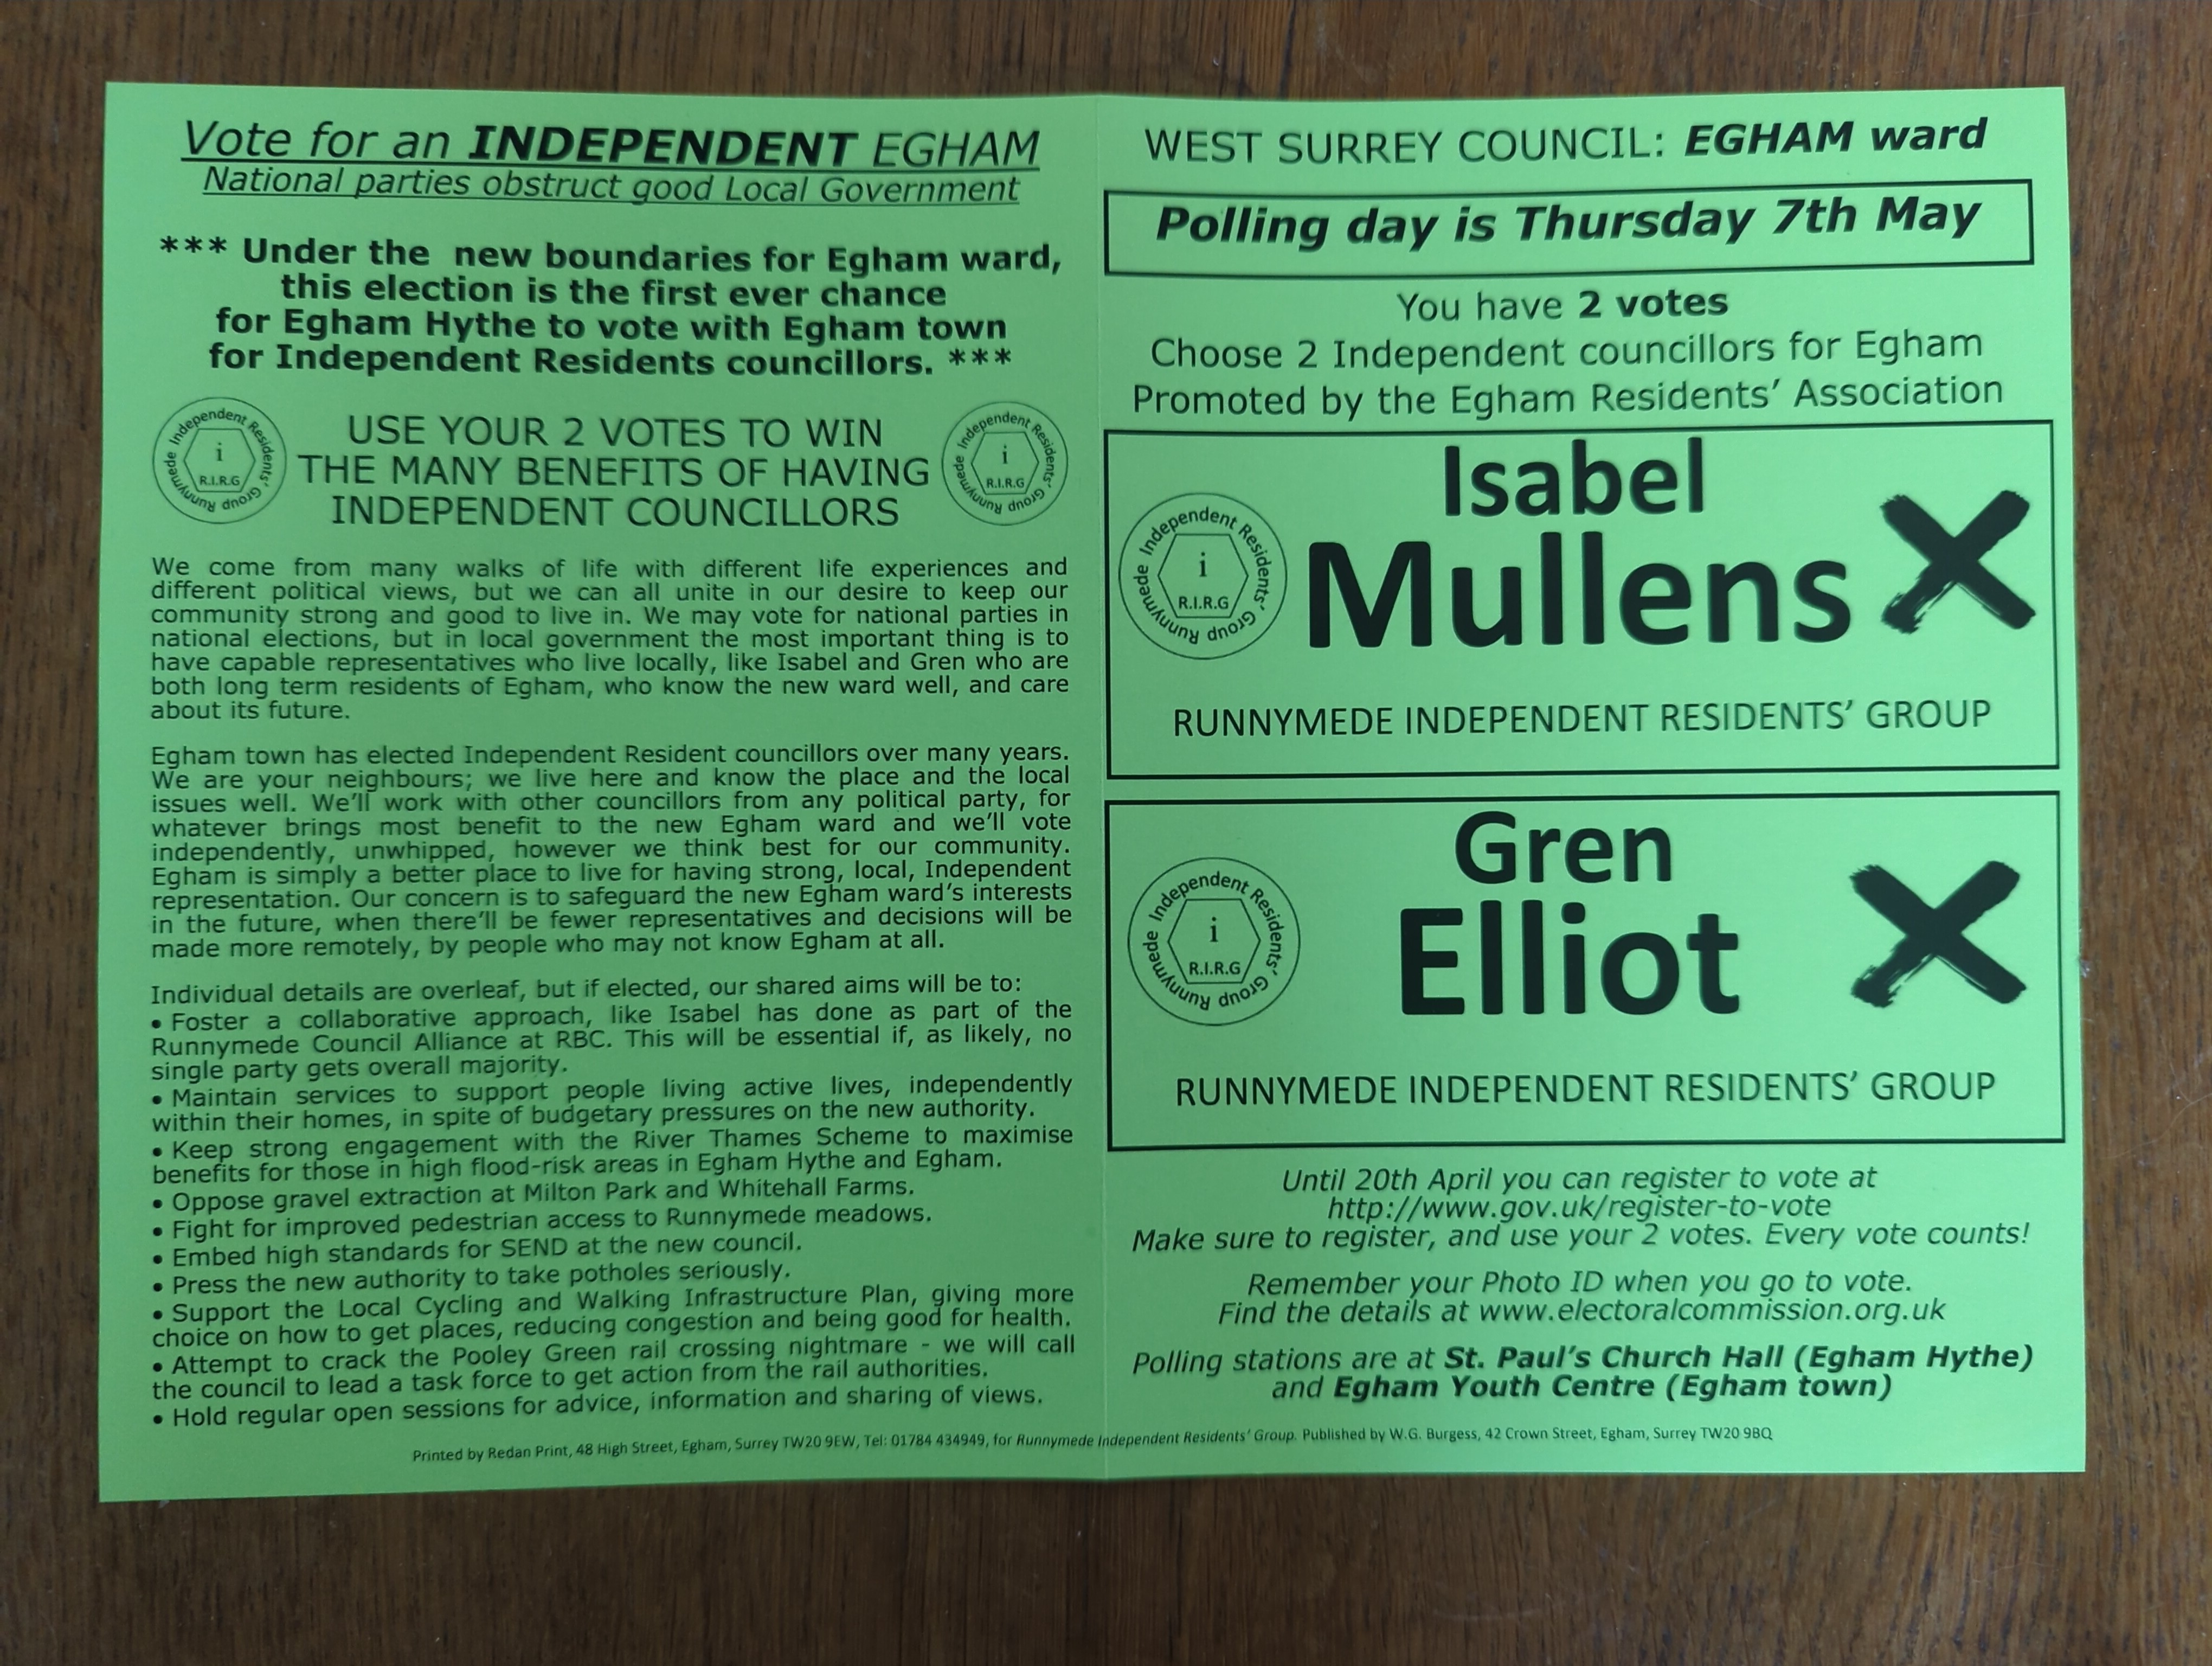 Vote for an INDEPENDENT EGHAM
National parties obstruct good Local Government
*** Under the new boundaries for Egham ward,
this election is the first ever chance
for Egham Hythe to vote with Egham town
for Independent Residents councillors. ***
Runnymede Independent Residents' Group
i
R.I.R.G
USE YOUR 2 VOTES TO WIN
THE MANY BENEFITS OF HAVING
INDEPENDENT COUNCILLORS
Runnymede Independent Residents' Group
i
R.I.R.G
We come from many walks of life with different life experiences and
different political views, but we can all unite in our desire to keep our
community strong and good to live in. We may vote for national parties in
national elections, but in local government the most important thing is to
have capable representatives who live locally, like Isabel and Gren who are
both long term residents of Egham, who know the new ward well, and care
about its future.
Egham town has elected Independent Resident councillors over many years.
We are your neighbours; we live here and know the place and the local
issues well. We'll work with other councillors from any political party, for
whatever brings most benefit to the new Egham ward and we'll vote
independently, unwhipped, however we think best for our community.
Egham is simply a better place to live for having strong, local, Independent
representation. Our concern is to safeguard the new Egham ward's interests
in the future, when there'll be fewer representatives and decisions will be
made more remotely, by people who may not know Egham at all.
Individual details are overleaf, but if elected, our shared aims will be to:
• Foster a collaborative approach, like Isabel has done as part of the
Runnymede Council Alliance at RBC. This will be essential if, as likely, no
single party gets overall majority.
• Maintain services to support people living active lives, independently
within their homes, in spite of budgetary pressures on the new authority.
• Keep strong engagement with the River Thames Scheme to maximise
benefits for those in high flood-risk areas in Egham Hythe and Egham.
• Oppose gravel extraction at Milton Park and Whitehall Farms.
• Fight for improved pedestrian access to Runnymede meadows.
• Embed high standards for SEND at the new council.
• Press the new authority to take potholes seriously.
• Support the Local Cycling and Walking Infrastructure Plan, giving more
choice on how to get places, reducing congestion and being good for health.
• Attempt to crack the Pooley Green rail crossing nightmare - we will call
the council to lead a task force to get action from the rail authorities.
• Hold regular open sessions for advice, information and sharing of views.
WEST SURREY COUNCIL: EGHAM ward
Polling day is Thursday 7th May
You have 2 votes
Choose 2 Independent councillors for Egham
Promoted by the Egham Residents' Association
Runnymede Independent Residents' Group
i
R.I.R.G
Isabel
Mullens
RUNNYMEDE INDEPENDENT RESIDENTS' GROUP
Runnymede Independent Residents' Group
i
R.I.R.G
Gren
Elliot
RUNNYMEDE INDEPENDENT RESIDENTS' GROUP
Until 20th April you can register to vote at
http://www.gov.uk/register-to-vote
Make sure to register, and use your 2 votes. Every vote counts!
Remember your Photo ID when you go to vote.
Find the details at www.electoralcommission.org.uk
Polling stations are at St. Paul's Church Hall (Egham Hythe)
and Egham Youth Centre (Egham town)
Printed by Redan Print, 48 High Street, Egham, Surrey TW20 9EW, Tel: 01784 434949, for Runnymede Independent Residents' Group. Published by W.G. Burgess, 42 Crown Street, Egham, Surrey TW20 9BQ